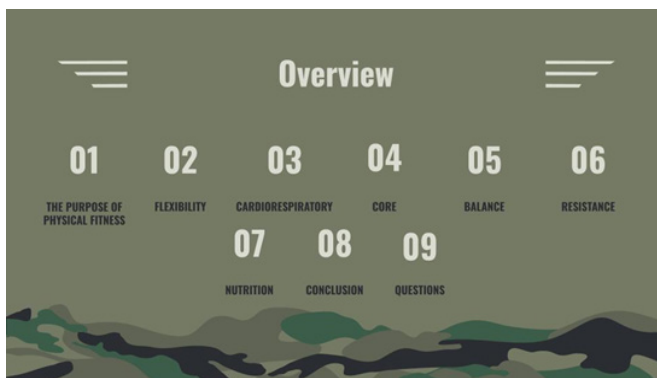 Overview
01
THE PURPOSE OF
PHYSICAL FITNESS
02
FLEXIBILITY
03
CARDIORESPIRATORY
04
CORE
05
BALANCE
06
RESISTANCE
07
NUTRITION
08
CONCLUSION
09
QUESTIONS